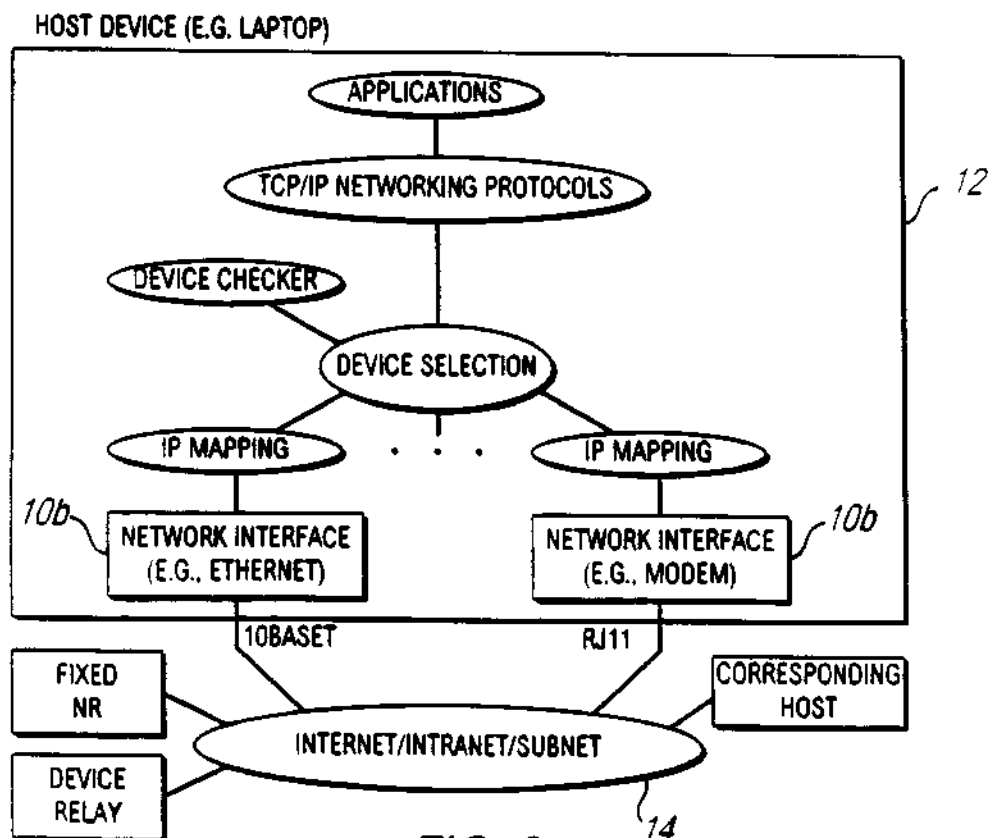 HOST DEVICE (E.G. LAPTOP)
APPLICATIONS
TCP/IP NETWORKING PROTOCOLS
12
DEVICE CHECKER
DEVICE SELECTION
IP MAPPING
. . .
IP MAPPING
10b
NETWORK INTERFACE
(E.G., ETHERNET)
NETWORK INTERFACE
(E.G., MODEM)
10b
10BASET
RJ11
FIXED
NR
CORRESPONDING
HOST
INTERNET/INTRANET/SUBNET
DEVICE
RELAY
14